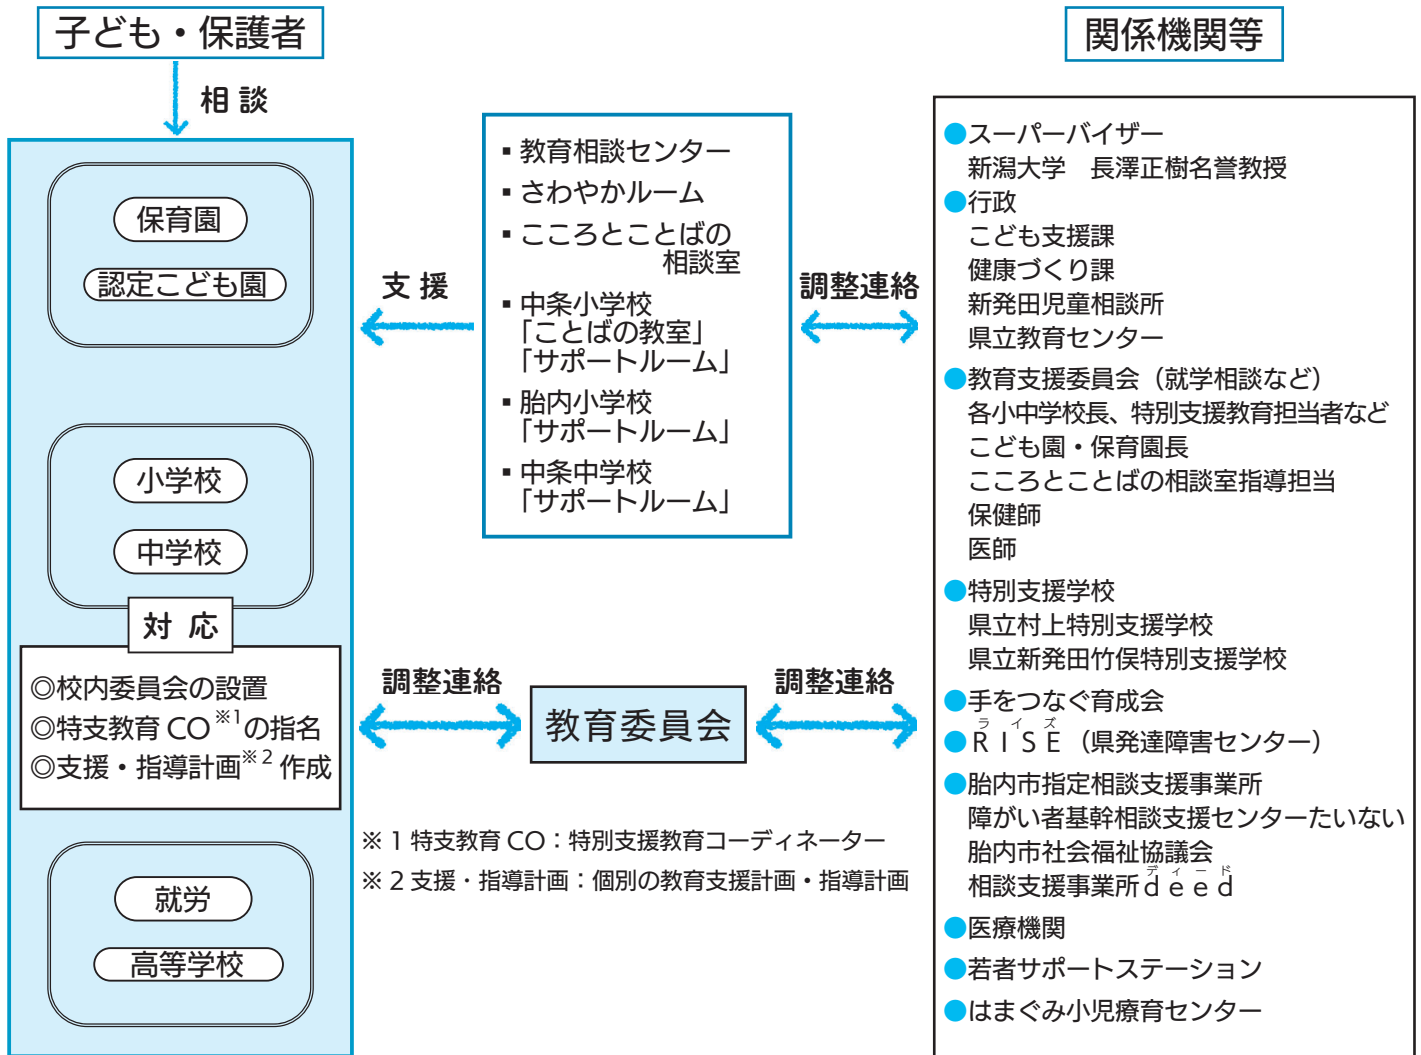 子ども・保護者
相談
保育園
認定こども園
小学校
中学校
対応
◎校内委員会の設置
◎特支教育 CO※1の指名
◎支援・指導計画※2 作成
就労
高等学校
支援
▪ 教育相談センター
▪ さわやかルーム
▪ こころとことばの
相談室
▪ 中条小学校
「ことばの教室」
「サポートルーム」
▪ 胎内小学校
「サポートルーム」
▪ 中条中学校
「サポートルーム」
調整連絡
調整連絡
教育委員会
調整連絡
※ 1 特支教育 CO：特別支援教育コーディネーター
※ 2 支援・指導計画：個別の教育支援計画・指導計画
関係機関等
●スーパーバイザー
新潟大学　長澤正樹名誉教授
●行政
こども支援課
健康づくり課
新発田児童相談所
県立教育センター
●教育支援委員会（就学相談など）
各小中学校長、特別支援教育担当者など
こども園・保育園長
こころとことばの相談室指導担当
保健師
医師
●特別支援学校
県立村上特別支援学校
県立新発田竹俣特別支援学校
●手をつなぐ育成会
ライズ
●ＲＩＳＥ（県発達障害センター）
●胎内市指定相談支援事業所
障がい者基幹相談支援センターたいない
胎内市社会福祉協議会
ディード
相談支援事業所ｄｅｅｄ
●医療機関
●若者サポートステーション
●はまぐみ小児療育センター